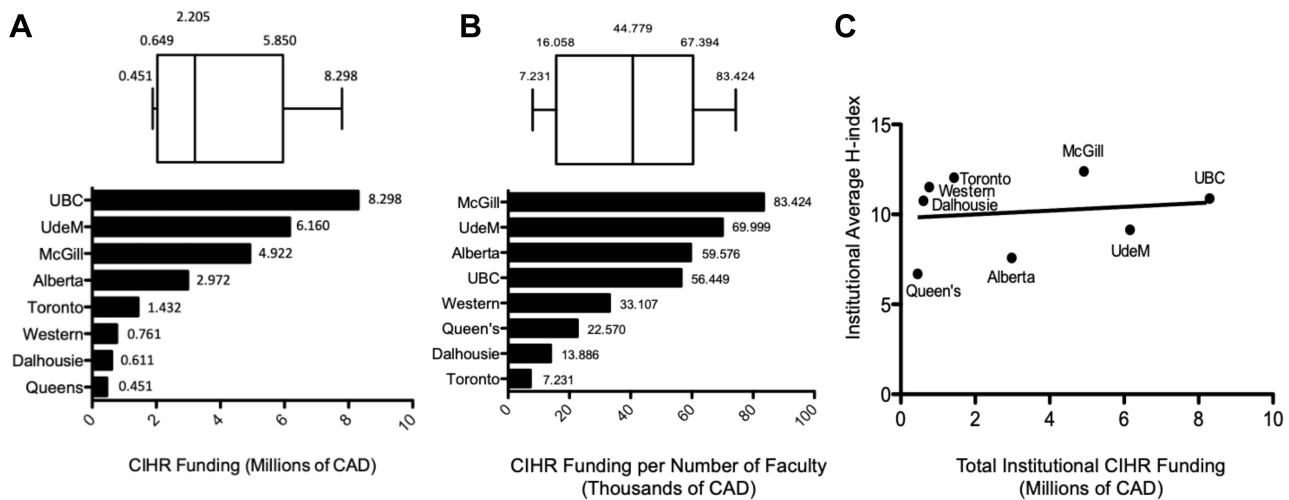 A
2.205
0.649
5.850
0.451
8.298
UBC
8.298
UdeM
6.160
McGill
4.922
Alberta
2.972
Toronto
1.432
Western
0.761
Dalhousie
0.611
Queens
0.451
0
2
4
6
8
10
CIHR Funding (Millions of CAD)
B
44.779
16.058
67.394
7.231
83.424
McGill
83.424
UdeM
69.999
Alberta
59.576
UBC
56.449
Western
33.107
Queen's
22.570
Dalhousie
13.886
Toronto
7.231
0
20
40
60
80
100
CIHR Funding per Number of Faculty
(Thousands of CAD)
C
Institutional Average H-index
15
10
5
0
McGill
UBC
Toronto
Western
Dalhousie
UdeM
Alberta
Queen's
0
2
4
6
8
10
Total Institutional CIHR Funding
(Millions of CAD)